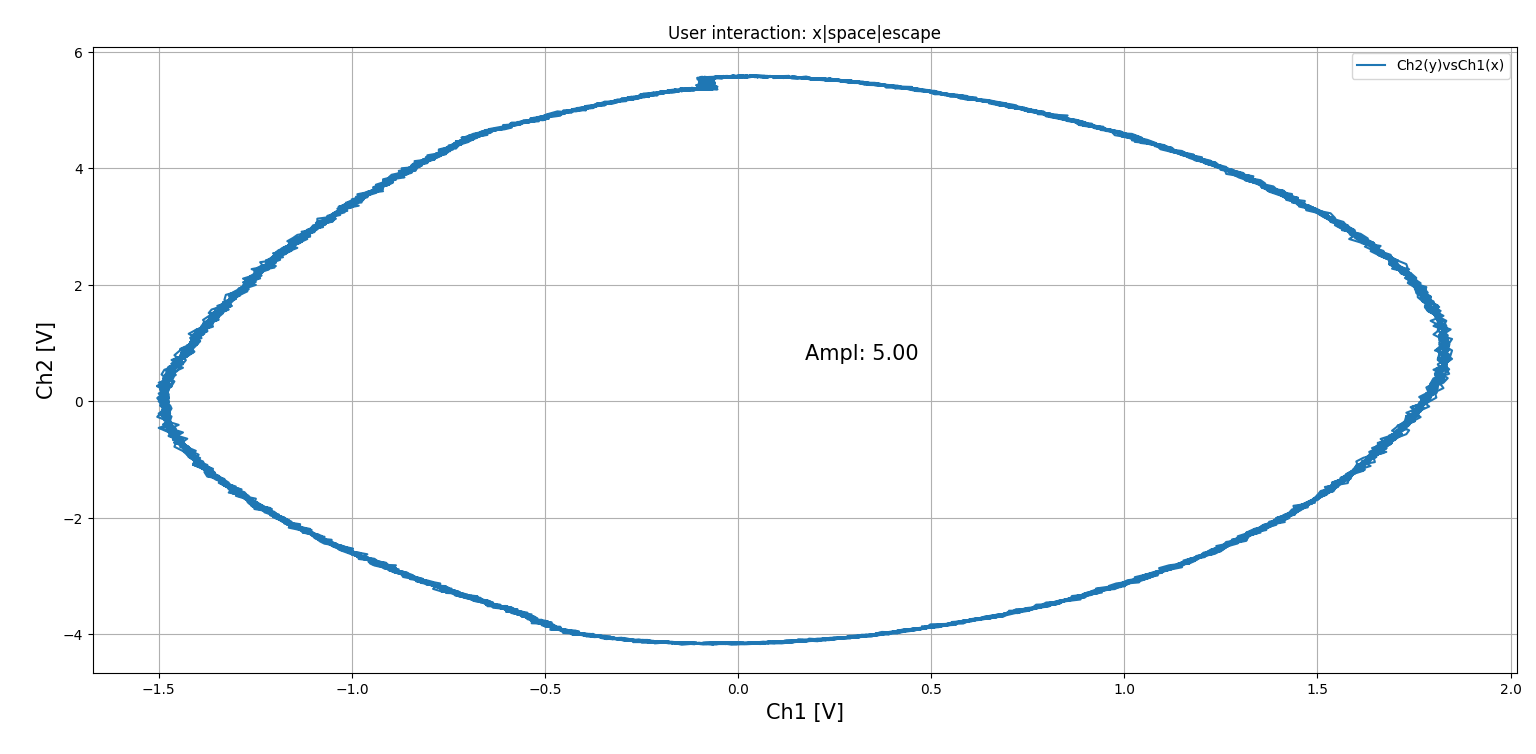 User interaction: x|space|escape
6
4
2
0
−2
−4
Ch2 [V]
Ch2(y)vsCh1(x)
Ampl: 5.00
−1.5 −1.0 −0.5 0.0 0.5 1.0 1.5 2.0
Ch1 [V]